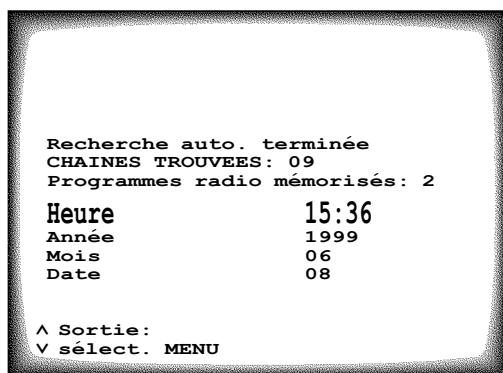 Recherche auto. terminée
CHAINES TROUVEES: 09
Programmes radio mémorisés: 2
Heure 15:36
Année 1999
Mois 06
Date 08
∧ Sortie:
∨ sélect. MENU